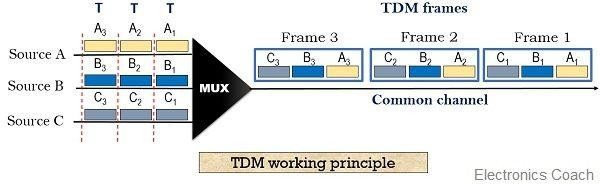 T T T
TDM frames
A₃ A₂ A₁
Source A
B₃ B₂ B₁
Source B
C₃ C₂ C₁
Source C
MUX
Frame 3
C₃ B₃ A₃
Frame 2
C₂ B₂ A₂
Frame 1
C₁ B₁ A₁
Common channel
TDM working principle
Electronics Coach